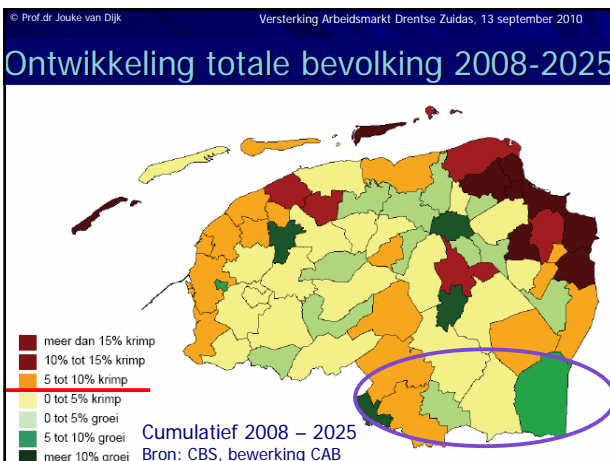 © Prof.dr Jouke van Dijk
Versterking Arbeidsmarkt Drentse Zuidas, 13 september 2010
Ontwikkeling totale bevolking 2008-2025
meer dan 15% krimp
10% tot 15% krimp
5 tot 10% krimp
0 tot 5% krimp
0 tot 5% groei
5 tot 10% groei
meer 10% groei
Cumulatief 2008 – 2025
Bron: CBS, bewerking CAB